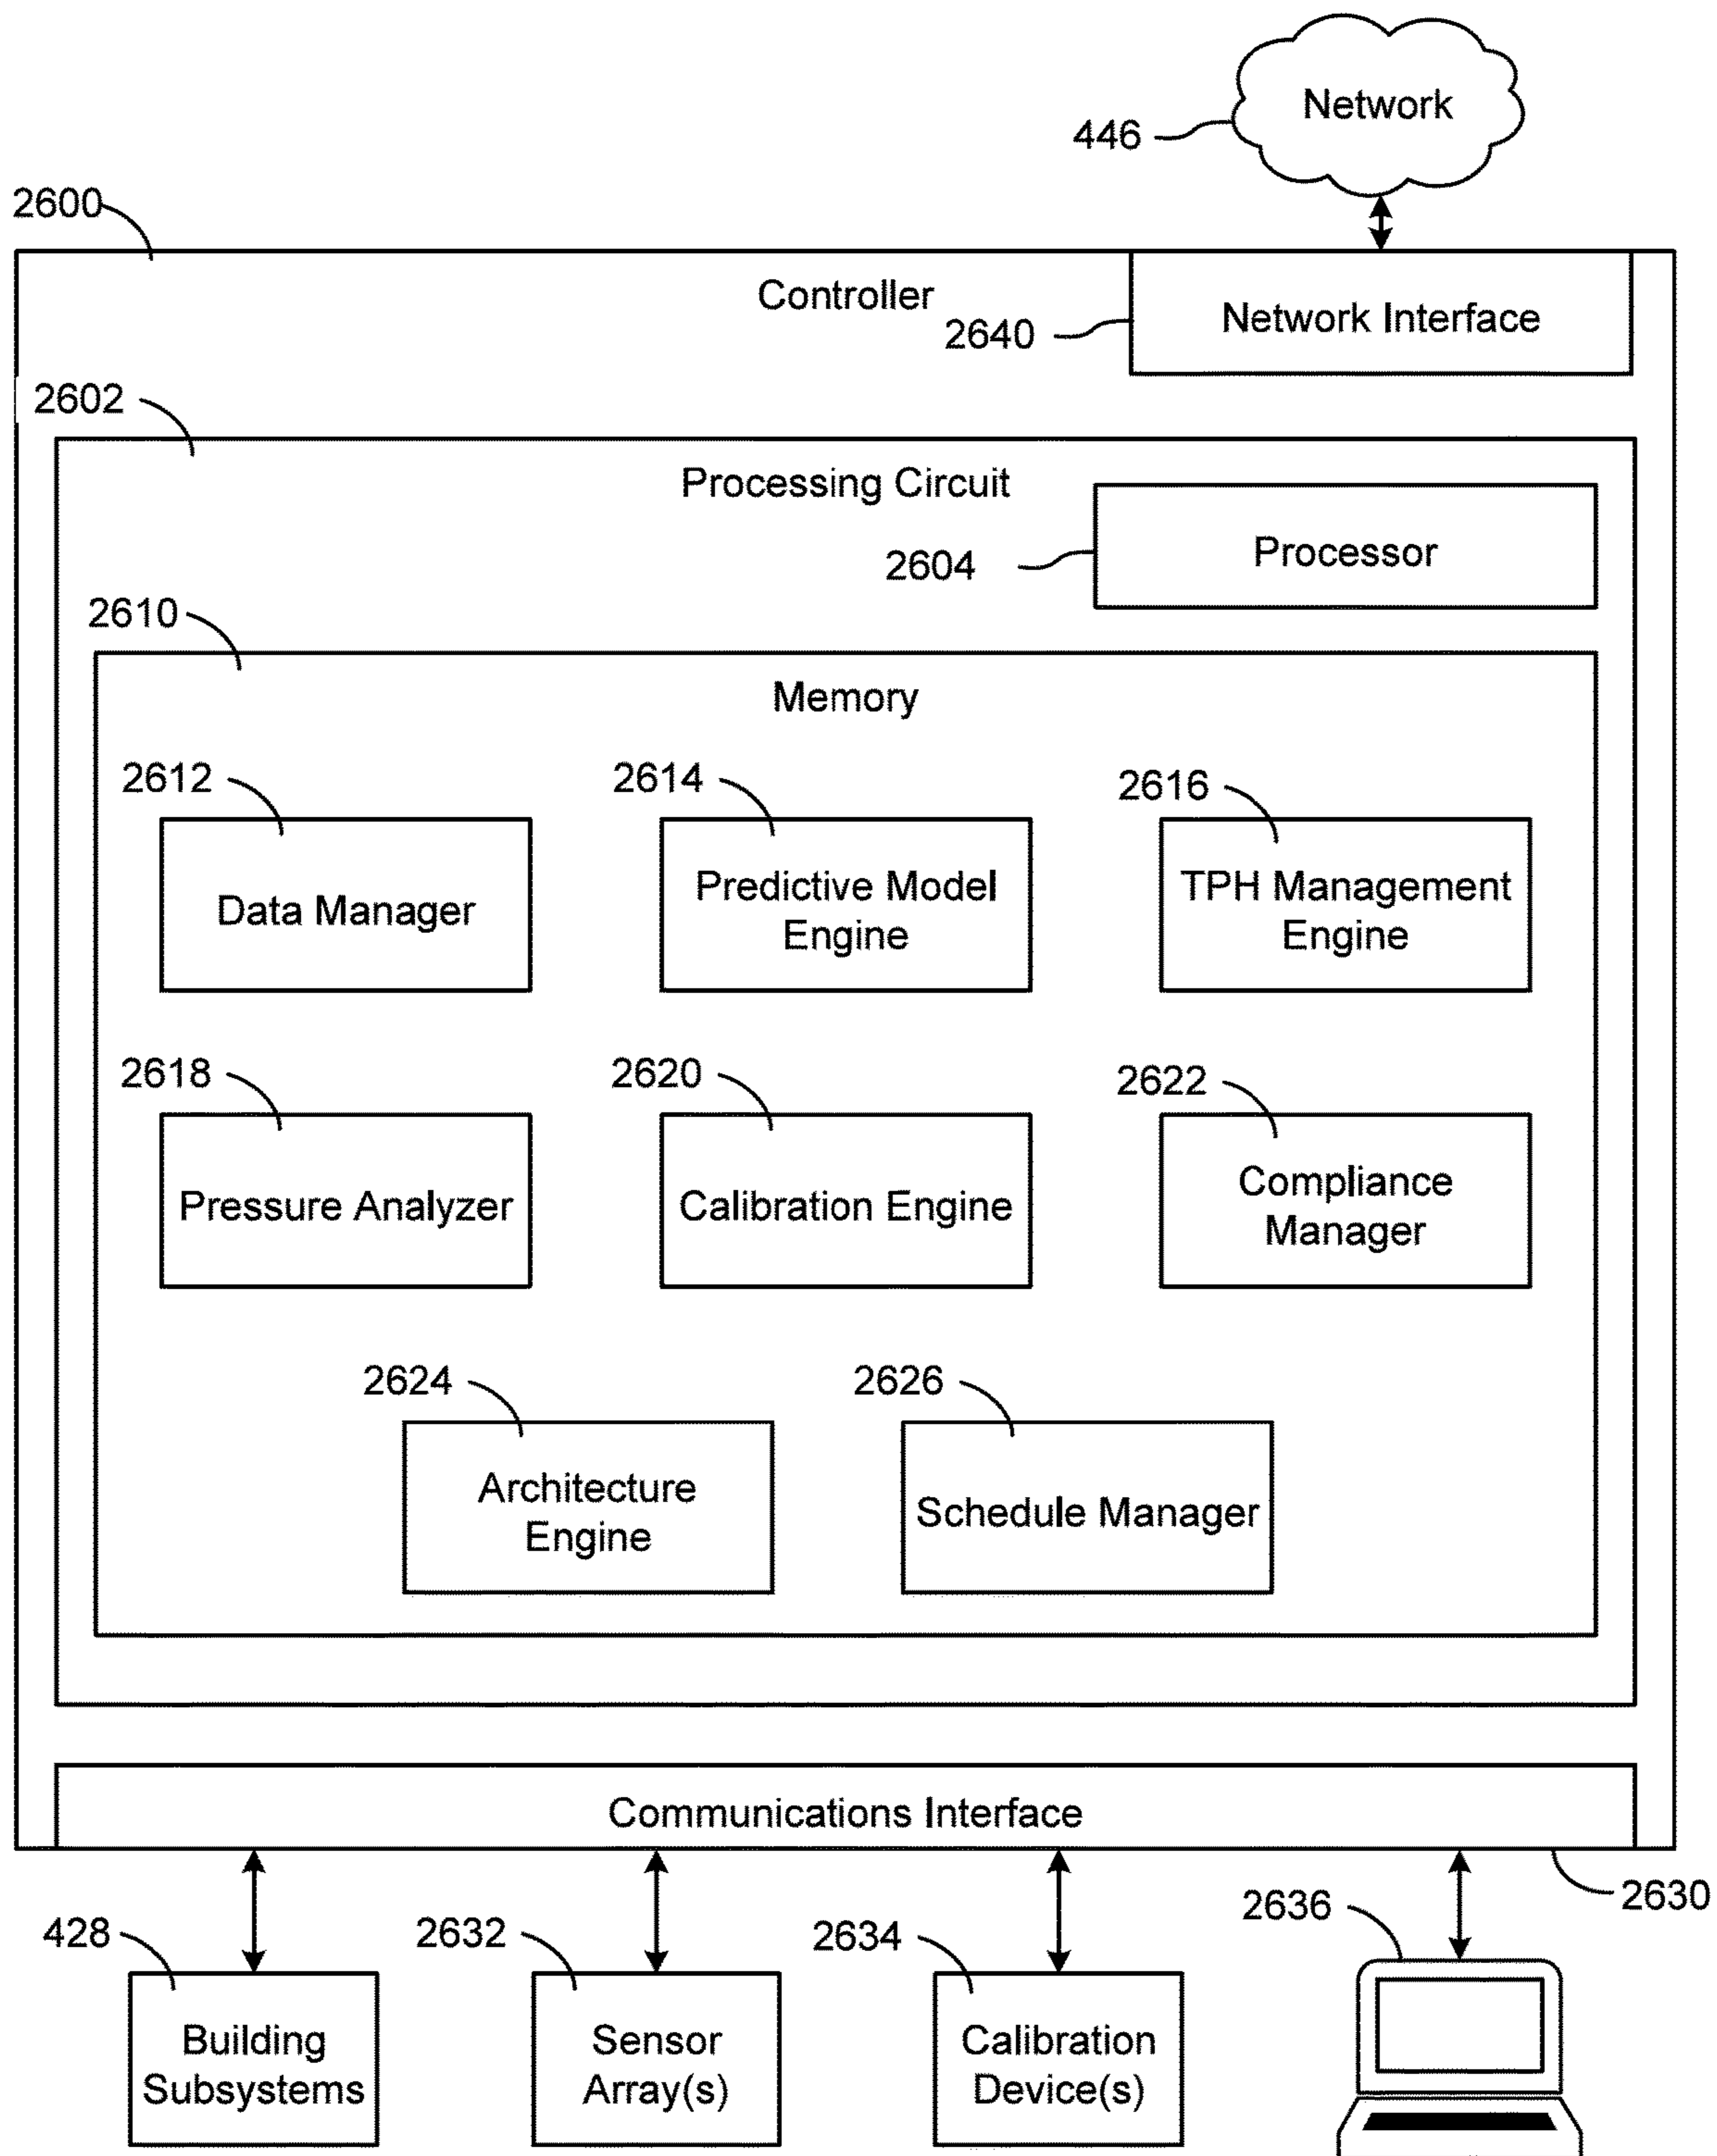 Network
446
2600
Controller
Network Interface
2640
2602
Processing Circuit
Processor
2604
2610
Memory
2612
2614
2616
Data Manager
Predictive Model
Engine
TPH Management
Engine
2618
2620
2622
Pressure Analyzer
Calibration Engine
Compliance
Manager
2624
2626
Architecture
Engine
Schedule Manager
Communications Interface
2630
428
2632
2634
2636
Building
Subsystems
Sensor
Array(s)
Calibration
Device(s)